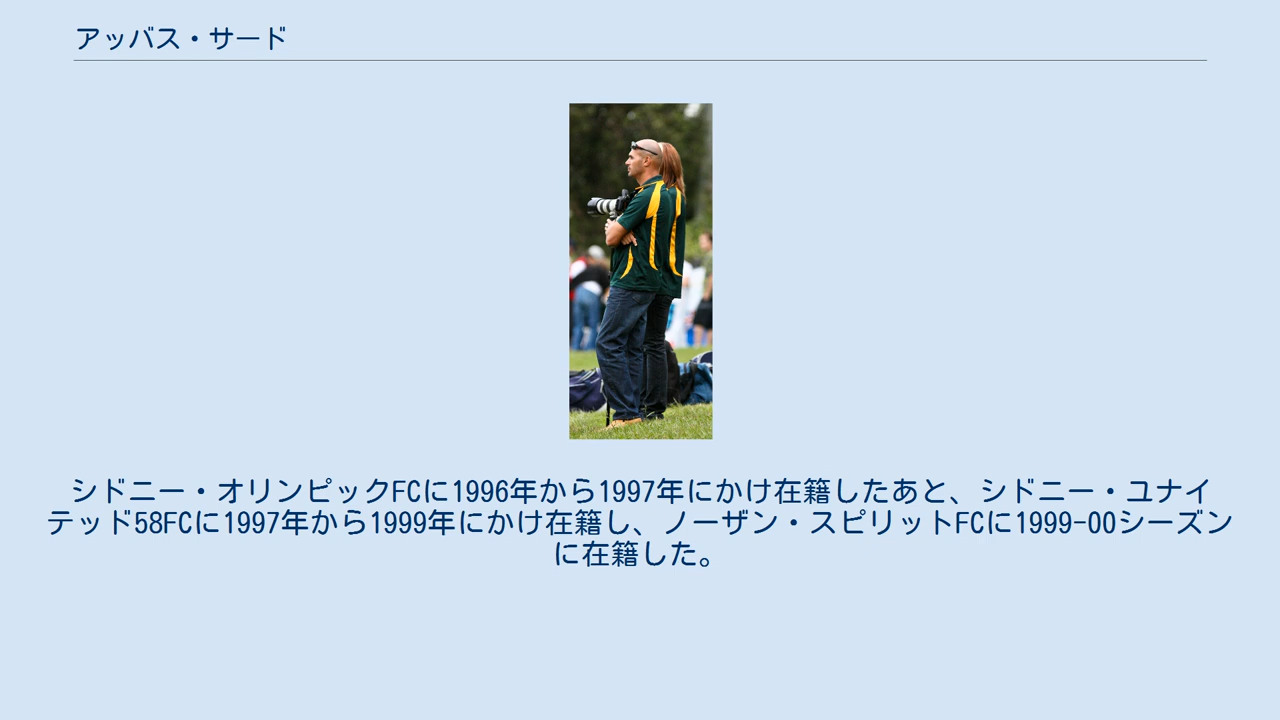 アッバス・サード
シドニー・オリンピックFCに1996年から1997年にかけ在籍したあと、シドニー・ユナイ
テッド58FCに1997年から1999年にかけ在籍し、ノーザン・スピリットFCに1999-00シーズン
に在籍した。